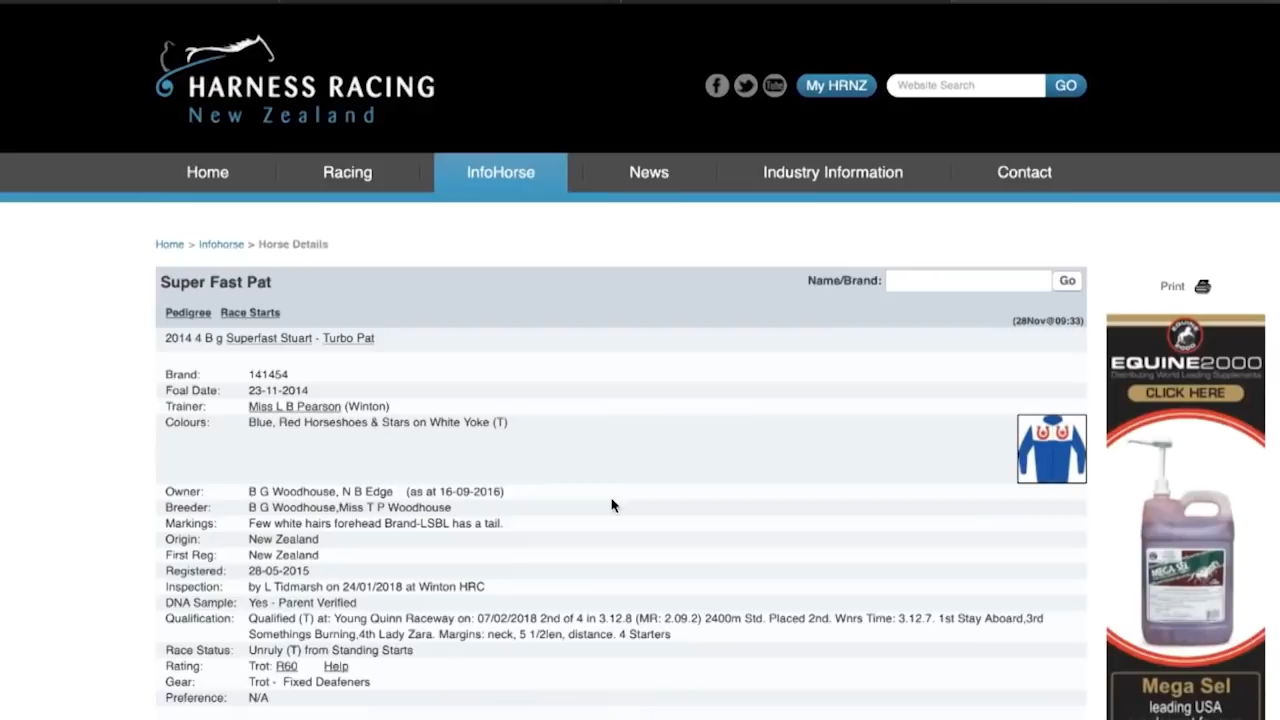 HARNESS RACING
New Zealand
My HRNZ
Website Search
GO
Home
Racing
InfoHorse
News
Industry Information
Contact
Home > Infohorse > Horse Details
Super Fast Pat
Name/Brand:
Go
Print
Pedigree Race Starts
(28Nov@09:33)
2014 4 B g Superfast Stuart - Turbo Pat
Brand: 141454
Foal Date: 23-11-2014
Trainer: Miss L B Pearson (Winton)
Colours: Blue, Red Horseshoes & Stars on White Yoke (T)
Owner: B G Woodhouse, N B Edge (as at 16-09-2016)
Breeder: B G Woodhouse,Miss T P Woodhouse
Markings: Few white hairs forehead Brand-LSBL has a tail.
Origin: New Zealand
First Reg: New Zealand
Registered: 28-05-2015
Inspection: by L Tidmarsh on 24/01/2018 at Winton HRC
DNA Sample: Yes - Parent Verified
Qualification: Qualified (T) at: Young Quinn Raceway on: 07/02/2018 2nd of 4 in 3.12.8 (MR: 2.09.2) 2400m Std. Placed 2nd. Wnrs Time: 3.12.7. 1st Stay Aboard,3rd
Somethings Burning,4th Lady Zara. Margins: neck, 5 1/2len, distance. 4 Starters
Race Status: Unruly (T) from Standing Starts
Rating: Trot: R60 Help
Gear: Trot - Fixed Deafeners
Preference: N/A
EQUINE2000
Distributing World Leading Supplements
CLICK HERE
MEGA SEL
Mega Sel
leading USA